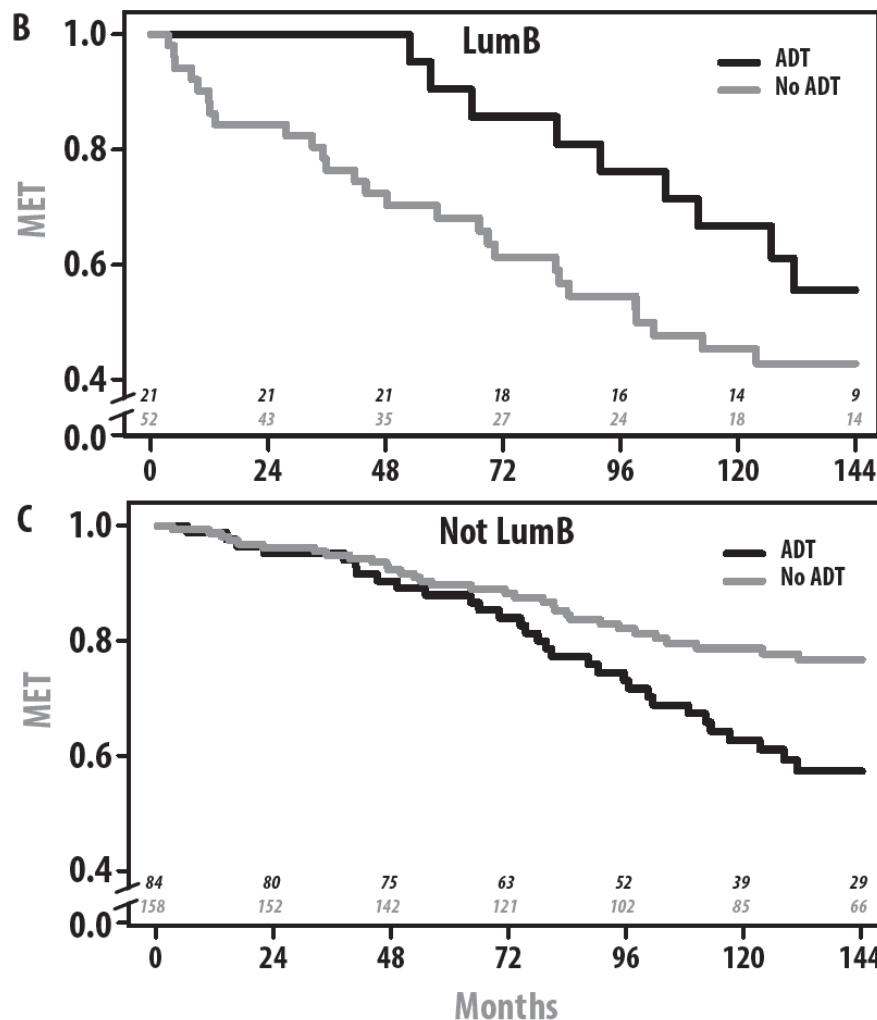 B
LumB
ADT
No ADT
MET
1.0
0.8
0.6
0.4
0.0
21 21 21 18 16 14 9
52 43 35 27 24 18 14
0 24 48 72 96 120 144
C
Not LumB
ADT
No ADT
MET
1.0
0.8
0.6
0.4
0.0
84 80 75 63 52 39 29
158 152 142 121 102 85 66
0 24 48 72 96 120 144
Months